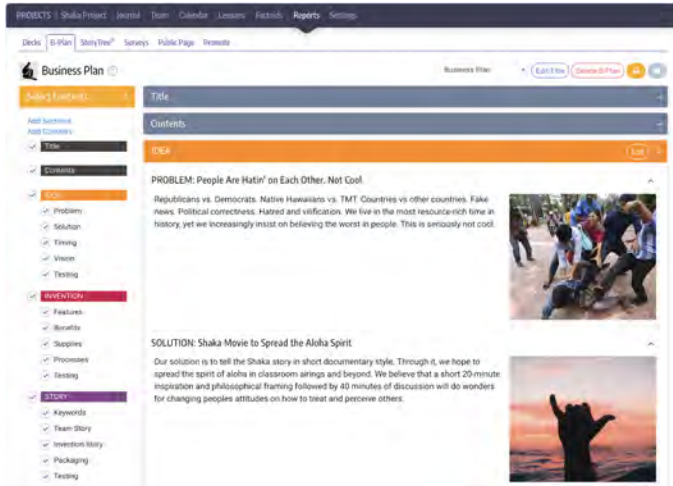 PROJECTS | Shaka Project Journal Team Calendar Lessons Factoids Reports Settings
Decks B-Plan StoryTree® Surveys Public Page Promote
Business Plan
Business Plan Edit Title Delete B-Plan
Select Contents
Title
Add Sections
Add Contents
Contents
Title
IDEA Edit
Contents
PROBLEM: People Are Hatin' on Each Other. Not Cool
IDEA
Republicans vs. Democrats. Native Hawaiians vs. TMT. Countries vs other countries. Fake
Problem
news. Political correctness. Hatred and vilification. We live in the most resource-rich time in
Solution
history, yet we increasingly insist on believing the worst in people. This is seriously not cool.
Timing
Vision
Testing
INVENTION
Features
Benefits
SOLUTION: Shaka Movie to Spread the Aloha Spirit
Supplies
Our solution is to tell the Shaka story in short documentary style. Through it, we hope to
Processes
spread the spirit of aloha in classroom airings and beyond. We believe that a short 20-minute
Testing
inspiration and philosophical framing followed by 40 minutes of discussion will do wonders
STORY
for changing peoples attitudes on how to treat and perceive others.
Keywords
Team Story
Invention Story
Packaging
Testing